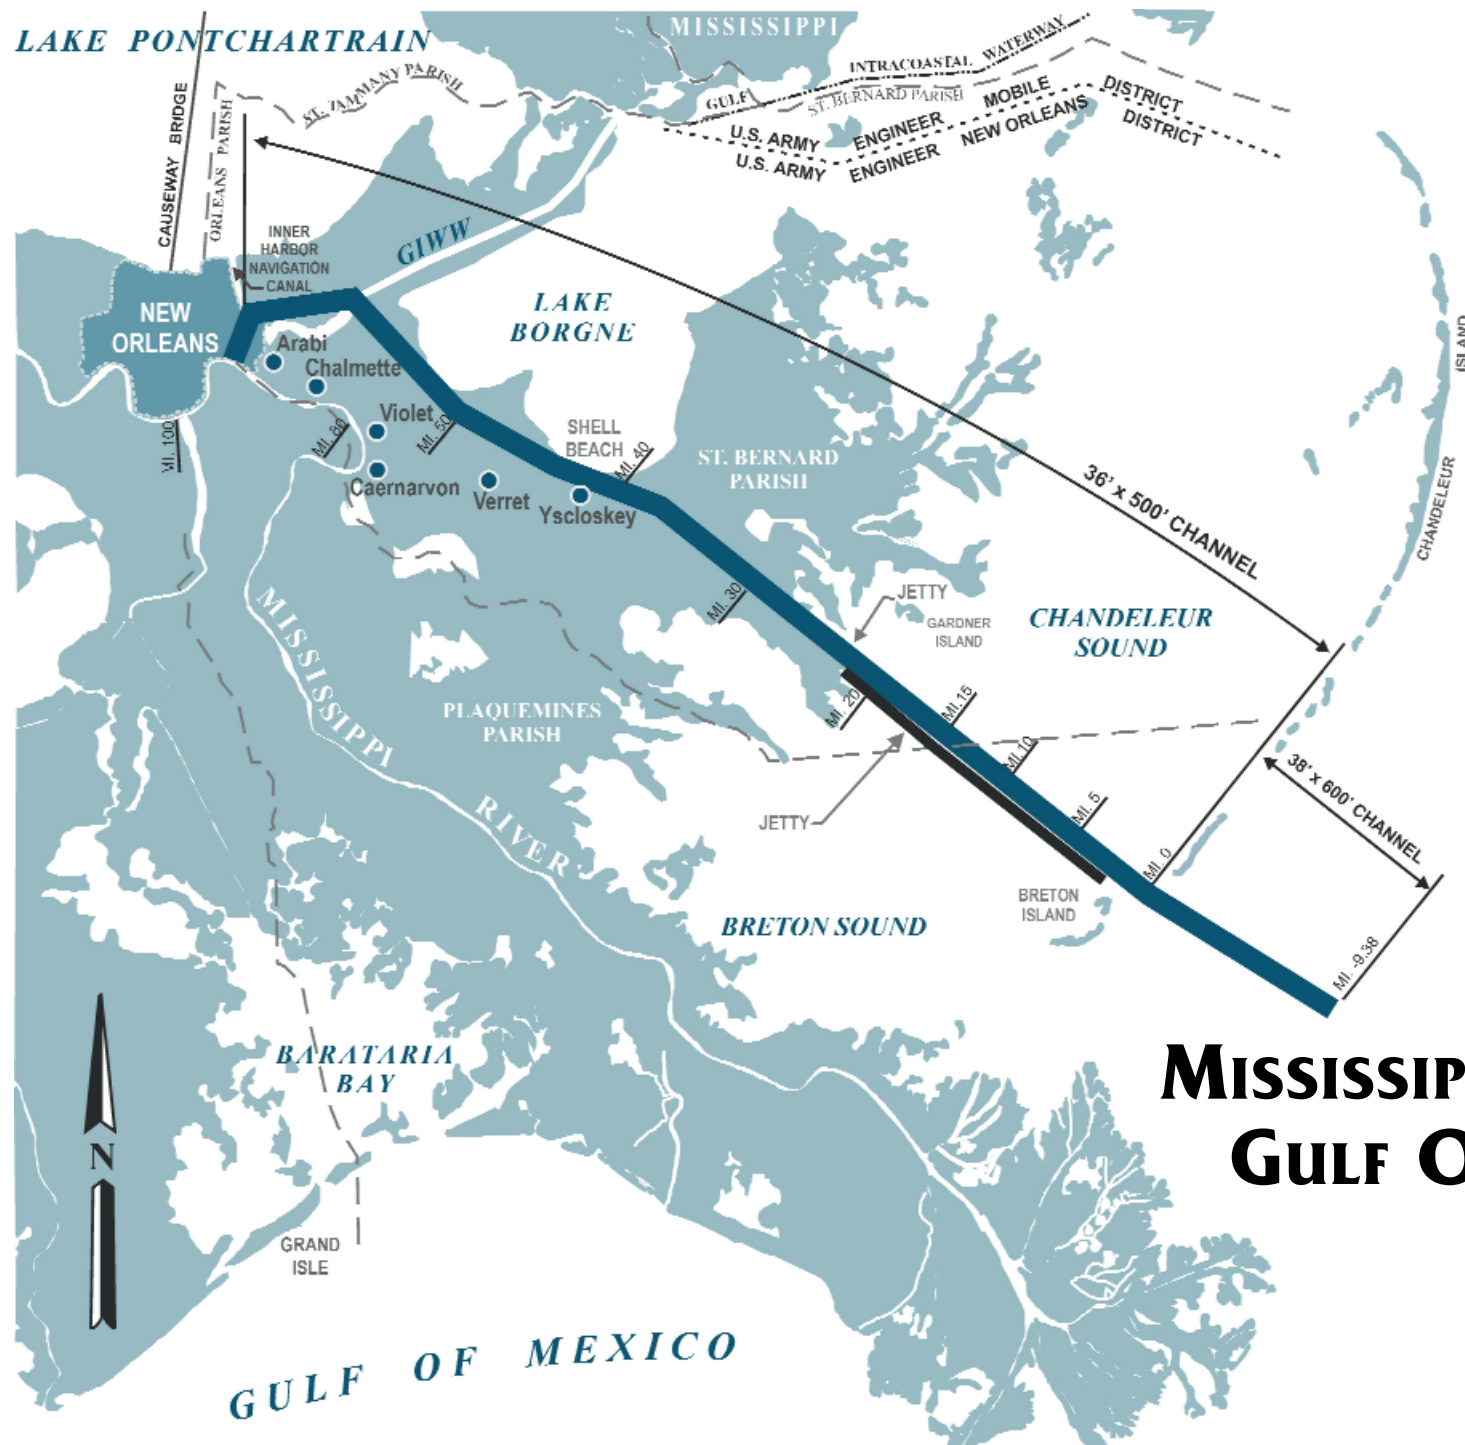 LAKE PONTCHARTRAIN
MISSISSIPPI
CAUSEWAY BRIDGE
ORLEANS PARISH
ST. TAMMANY PARISH
GULF INTRACOASTAL WATERWAY
ST. BERNARD PARISH
U.S. ARMY ENGINEER MOBILE DISTRICT
U.S. ARMY ENGINEER NEW ORLEANS DISTRICT
INNER
HARBOR
NAVIGATION
CANAL
GIWW
NEW
ORLEANS
LAKE
BORGNE
Arabi
Chalmette
Violet
Caernarvon
Verret
Yscloskey
SHELL
BEACH
MI. 100
MI. 80
MI. 50
MI. 40
ST. BERNARD
PARISH
36' x 500' CHANNEL
CHANDELEUR
ISLAND
MI. 30
JETTY
GARDNER
ISLAND
CHANDELEUR
SOUND
MISSISSIPPI
RIVER
PLAQUEMINES
PARISH
MI. 20
MI. 15
MI. 10
MI. 5
MI. 0
JETTY
38' x 600' CHANNEL
BRETON
ISLAND
BRETON SOUND
MI. -9.38
BARATARIA
BAY
N
GRAND
ISLE
MISSISSIP
GULF O
GULF OF MEXICO